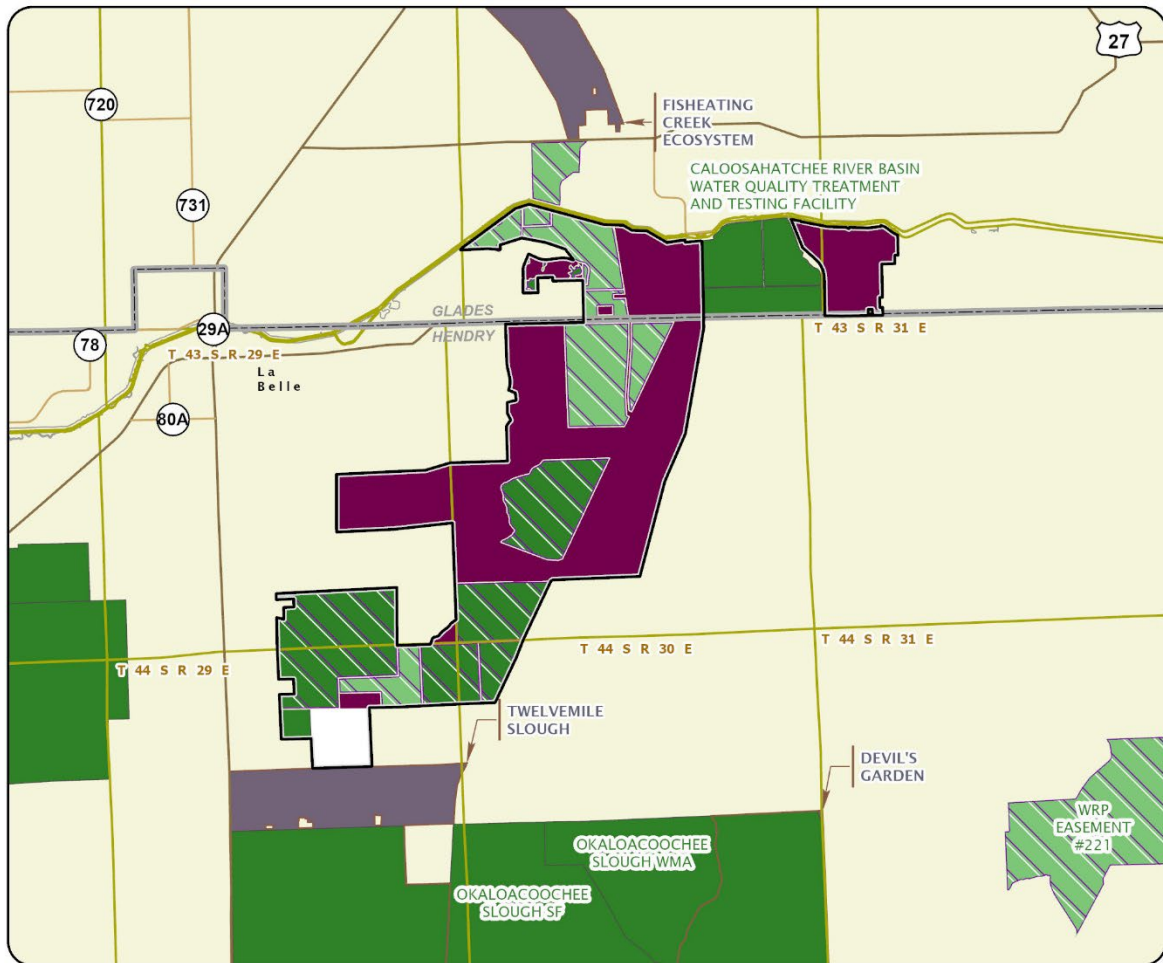 27
720
FISHEATING
CREEK
ECOSYSTEM
CALOOSAHATCHEE RIVER BASIN
WATER QUALITY TREATMENT
AND TESTING FACILITY
731
GLADES
29A
HENDRY
T 43 S R 31 E
78
T 43 S R 29 E
La
Belle
80A
T 44 S R 29 E
T 44 S R 30 E
T 44 S R 31 E
TWELVEMILE
SLOUGH
DEVIL'S
GARDEN
WRP
EASEMENT
#221
OKALOACOOCHEE
SLOUGH WMA
OKALOACOOCHEE
SLOUGH SF